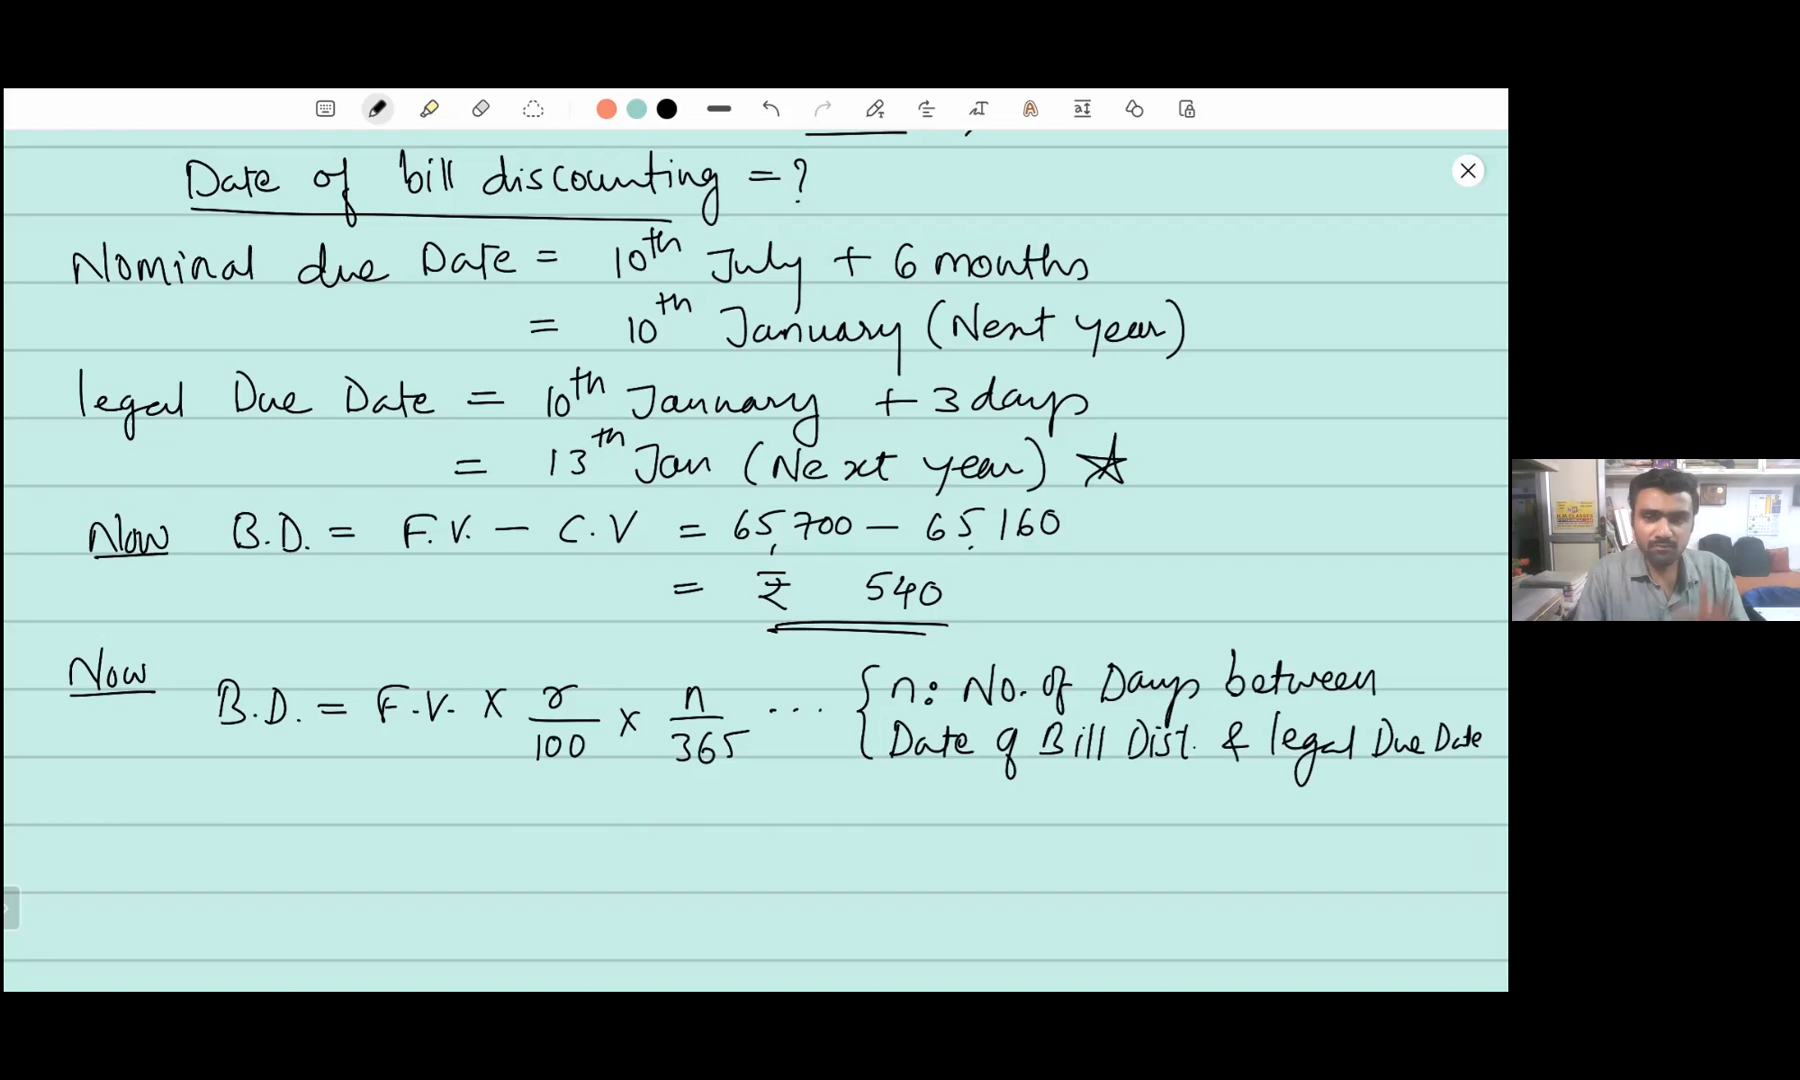 Date of bill discounting = ?
Nominal due Date = 10th July + 6 months
= 10th January (Next year)
legal Due Date = 10th January + 3 days
= 13th Jan (Next year) ☆
Now B.D. = F.V. - C.V = 65,700 - 65,160
= ₹ 540
Now B.D. = F.V. X r/100 x n/365 ... { n: No. of Days between
Date of Bill Dist. & legal Due Date